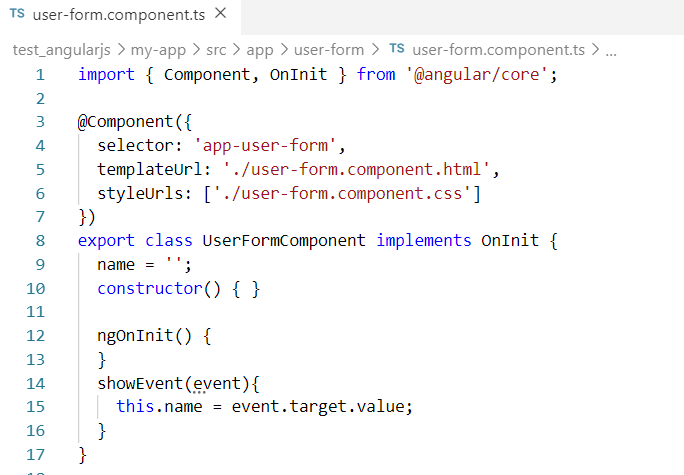 TS user-form.component.ts ×
test_angularjs > my-app > src > app > user-form > TS user-form.component.ts > ...
1 import { Component, OnInit } from '@angular/core';
2
3 @Component({
4   selector: 'app-user-form',
5   templateUrl: './user-form.component.html',
6   styleUrls: ['./user-form.component.css']
7 })
8 export class UserFormComponent implements OnInit {
9   name = '';
10   constructor() { }
11
12   ngOnInit() {
13   }
14   showEvent(event){
15     this.name = event.target.value;
16   }
17 }